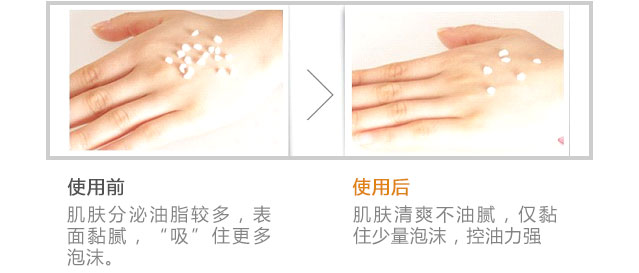 使用前
肌肤分泌油脂较多，表
面黏腻，“吸”住更多
泡沫。
使用后
肌肤清爽不油腻，仅黏
住少量泡沫，控油力强